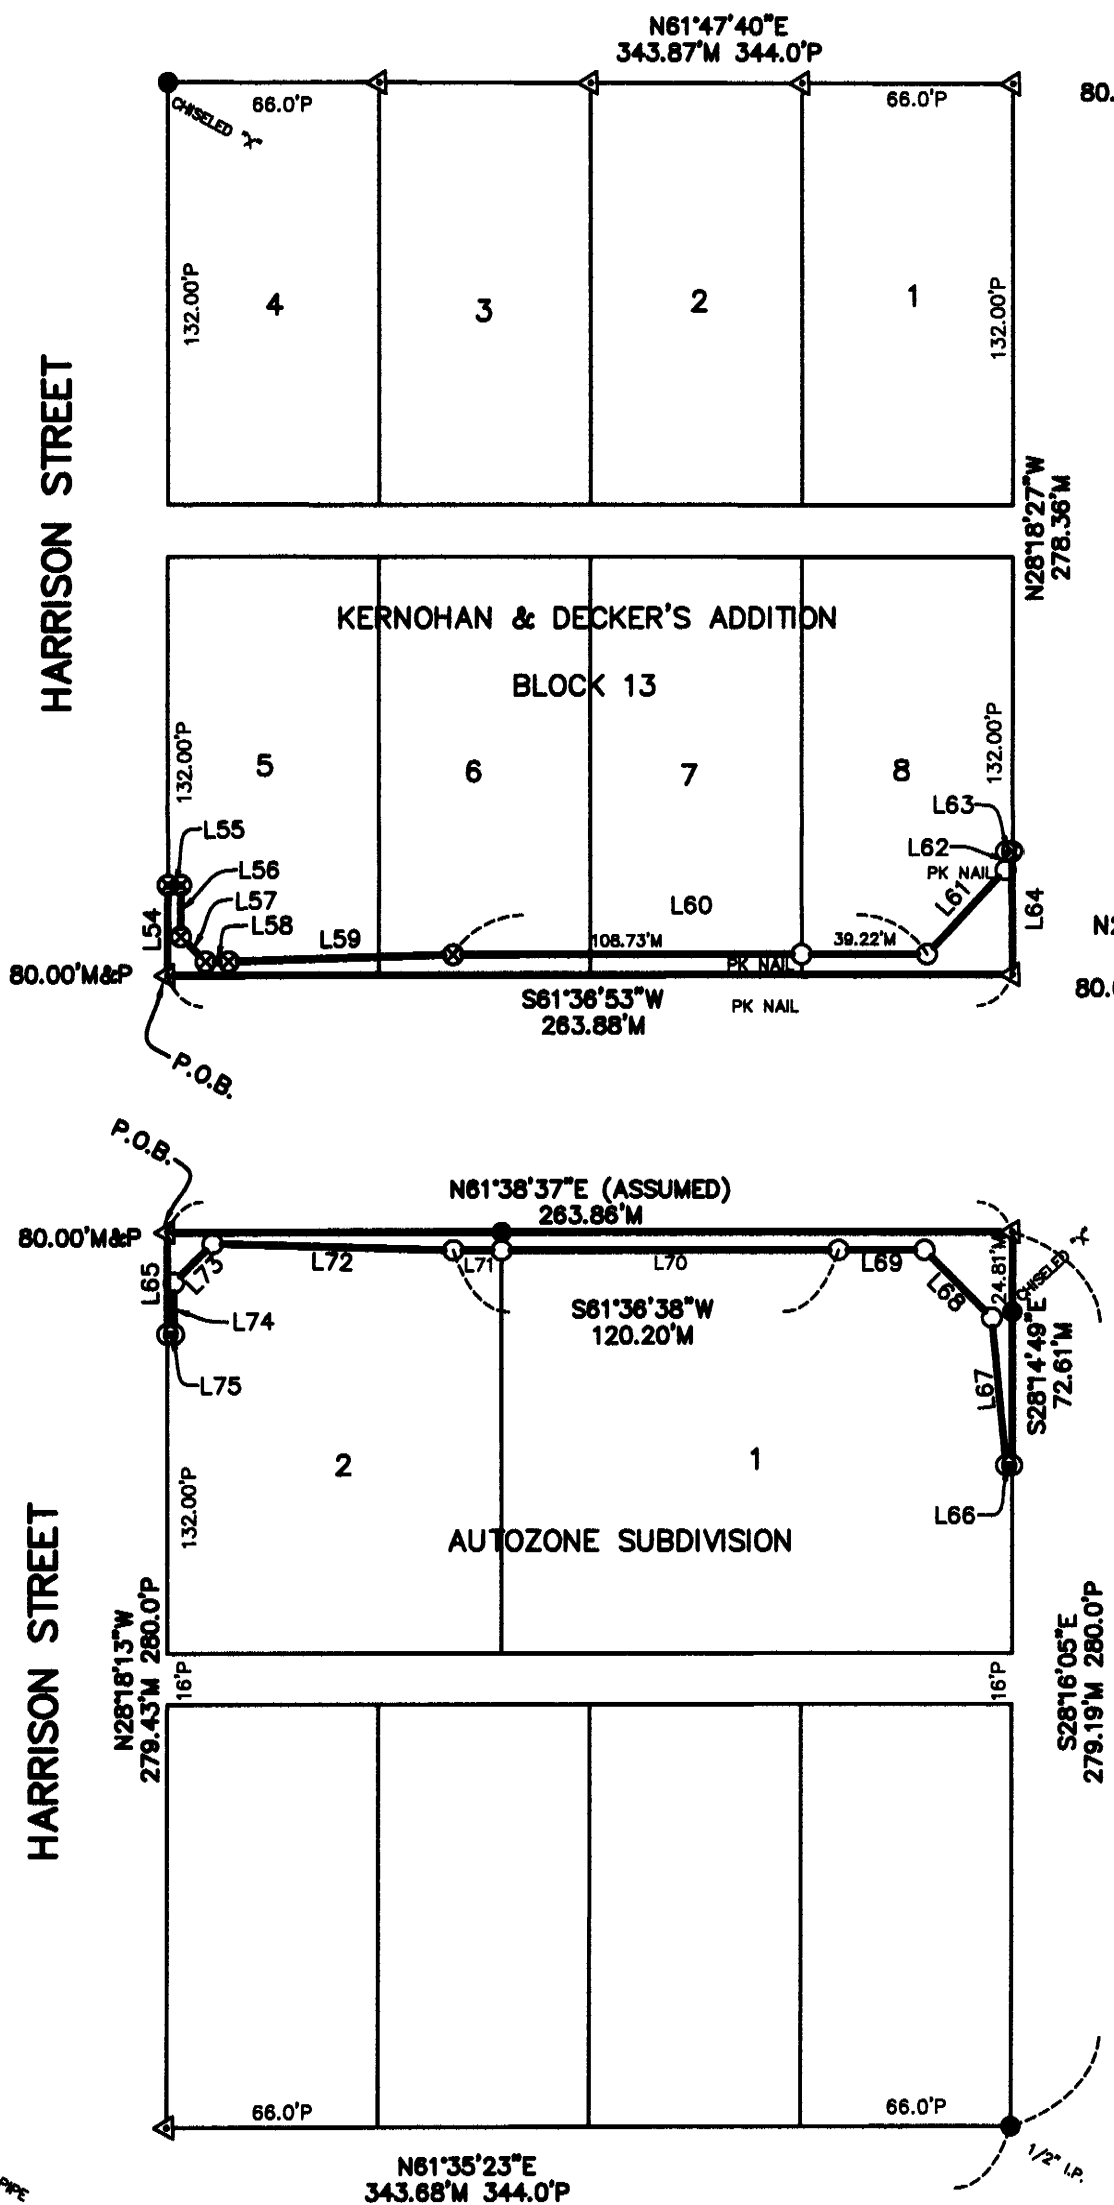 N61°47'40"E
343.87'M 344.0'P
80.
66.0'P
66.0'P
CHISELED "X"
132.00'P
4
3
2
1
132.00'P
HARRISON STREET
N28°18'27"W
278.36'M
KERNOHAN & DECKER'S ADDITION
BLOCK 13
132.00'P
5
6
7
8
132.00'P
L55
L56
L57
L58
L54
L59
L60
L63
L62
PK NAIL
L61
L64
108.73'M
39.22'M
PK NAIL
80.00'M&P
S61°36'53"W
263.88'M
PK NAIL
P.O.B.
P.O.B.
N61°38'37"E (ASSUMED)
263.86'M
80.00'M&P
L65
L73
L72
L71
L70
L69
L68
24.81'M
CHISELED "X"
S61°36'38"W
120.20'M
L74
L75
L67
S28°14'49"E
72.61'M
L66
132.00'P
2
1
AUTOZONE SUBDIVISION
HARRISON STREET
N28°18'13"W
279.43'M 280.0'P
16'P
16'P
S28°16'05"E
279.19'M 280.0'P
66.0'P
66.0'P
N61°35'23"E
343.68'M 344.0'P
1/2" I.P.
PIPE